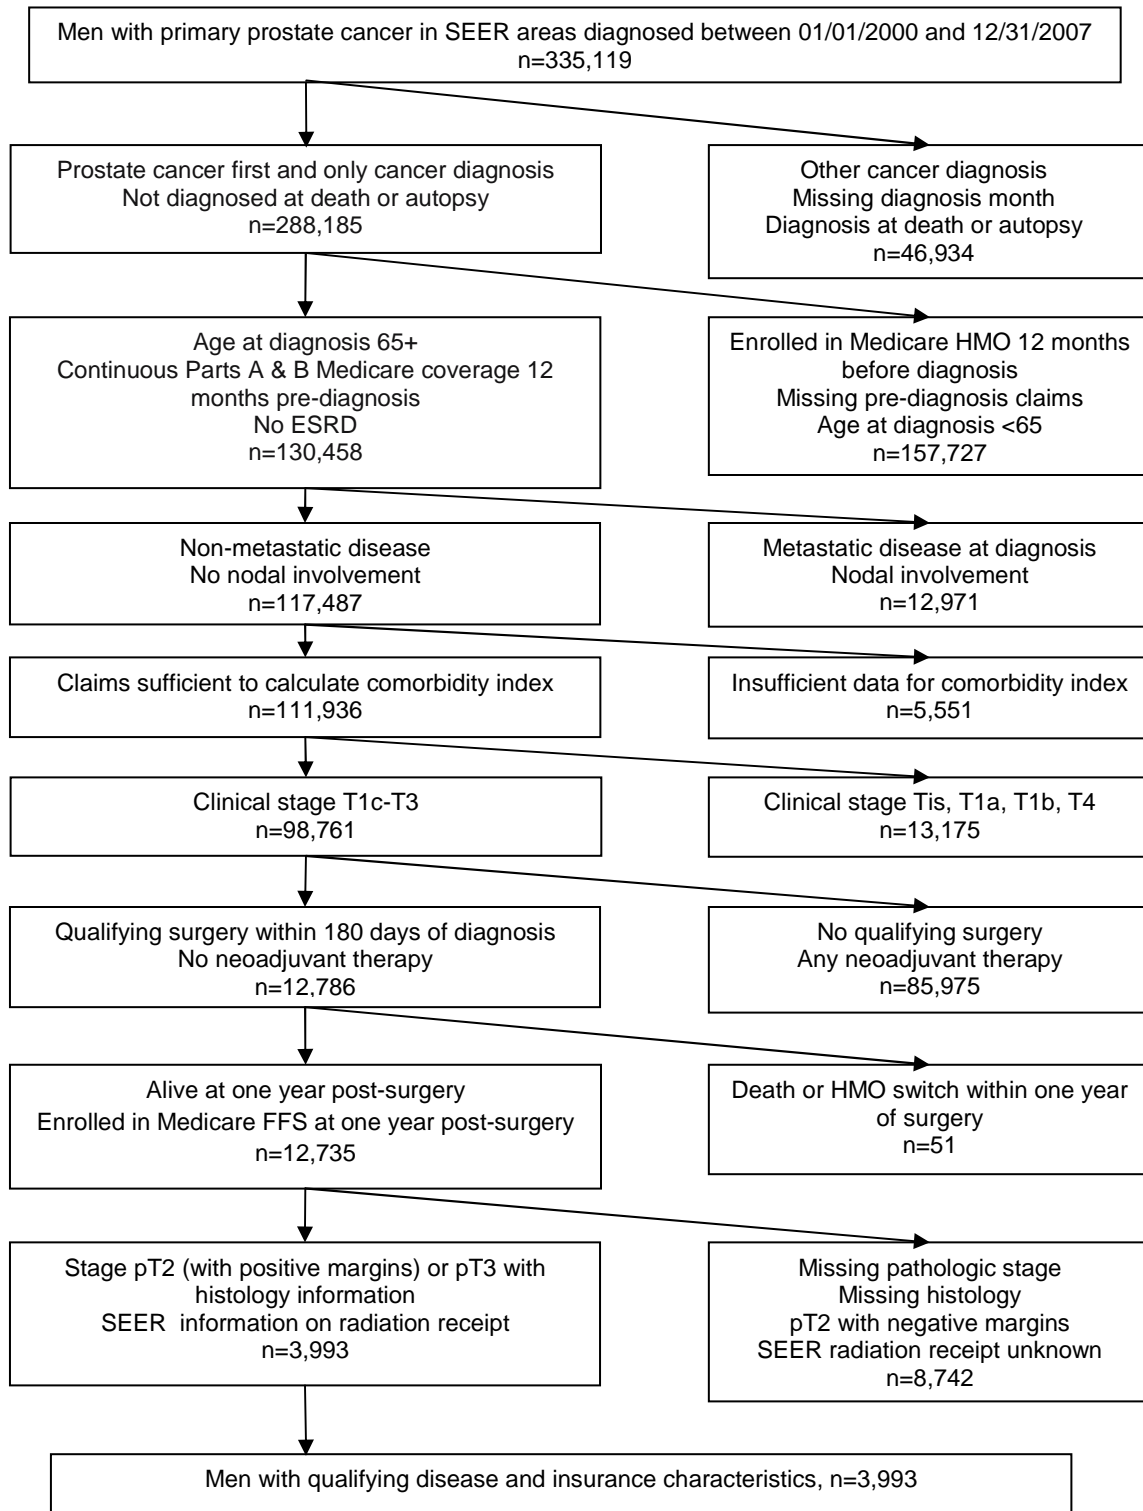 Men with primary prostate cancer in SEER areas diagnosed between 01/01/2000 and 12/31/2007
n=335,119
Prostate cancer first and only cancer diagnosis
Not diagnosed at death or autopsy
n=288,185
Other cancer diagnosis
Missing diagnosis month
Diagnosis at death or autopsy
n=46,934
Age at diagnosis 65+
Continuous Parts A & B Medicare coverage 12
months pre-diagnosis
No ESRD
n=130,458
Enrolled in Medicare HMO 12 months
before diagnosis
Missing pre-diagnosis claims
Age at diagnosis <65
n=157,727
Non-metastatic disease
No nodal involvement
n=117,487
Metastatic disease at diagnosis
Nodal involvement
n=12,971
Claims sufficient to calculate comorbidity index
n=111,936
Insufficient data for comorbidity index
n=5,551
Clinical stage T1c-T3
n=98,761
Clinical stage Tis, T1a, T1b, T4
n=13,175
Qualifying surgery within 180 days of diagnosis
No neoadjuvant therapy
n=12,786
No qualifying surgery
Any neoadjuvant therapy
n=85,975
Alive at one year post-surgery
Enrolled in Medicare FFS at one year post-surgery
n=12,735
Death or HMO switch within one year
of surgery
n=51
Stage pT2 (with positive margins) or pT3 with
histology information
SEER information on radiation receipt
n=3,993
Missing pathologic stage
Missing histology
pT2 with negative margins
SEER radiation receipt unknown
n=8,742
Men with qualifying disease and insurance characteristics, n=3,993